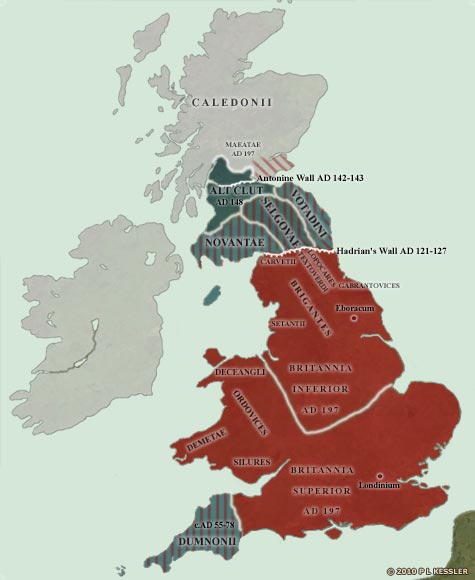 CALEDONII
MAEATAE
AD 197
Antonine Wall AD 142-143
ALT CLUT
AD 148
VOTADINI
SELGOVAE
NOVANTAE
Hadrian's Wall AD 121-127
CARVETII
LOPOCARES
TEXTOVERDI
GABRANTOVICES
BRIGANTES
Eboracum
SETANTII
DECEANGLI
BRITANNIA
INFERIOR
AD 197
ORDOVICES
DEMETAE
SILURES
BRITANNIA
SUPERIOR
AD 197
Londinium
c.AD 55-78
DUMNONII
© 2010 P L KESSLER